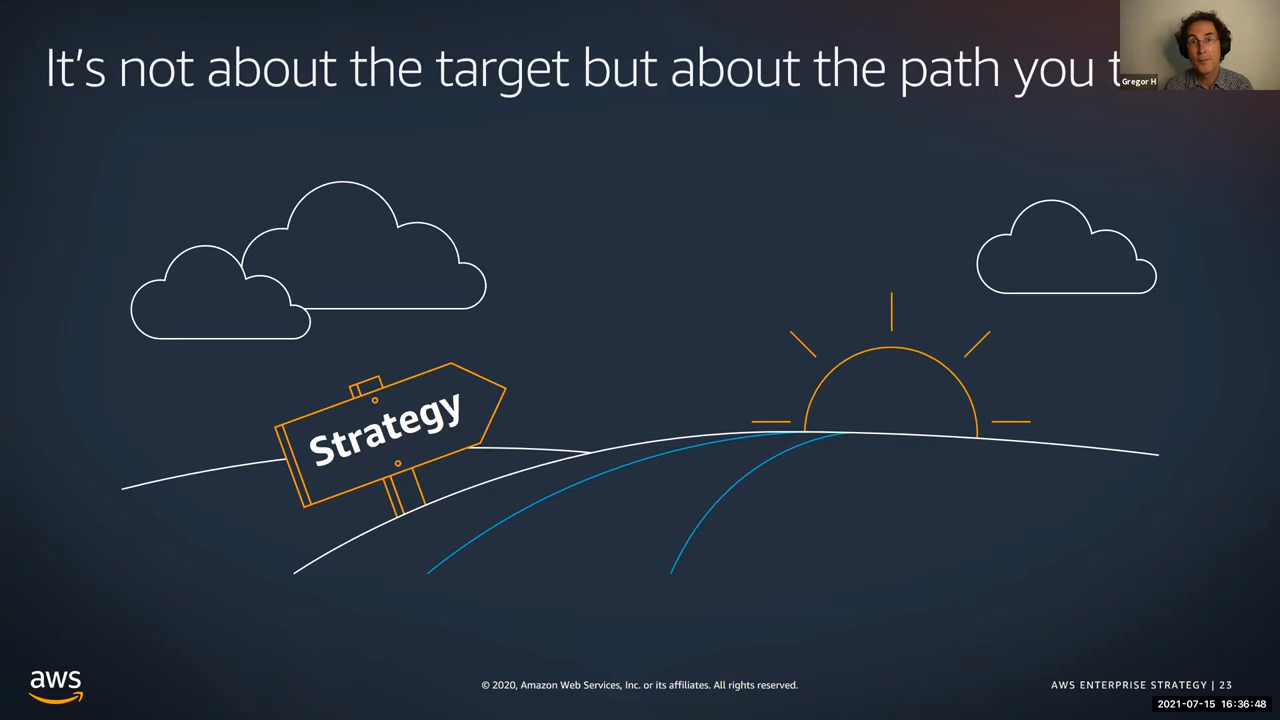 It's not about the target but about the path you
Gregor H
Strategy
aws
© 2020, Amazon Web Services, Inc. or its affiliates. All rights reserved.
AWS ENTERPRISE STRATEGY | 23
2021-07-15 16:36:48